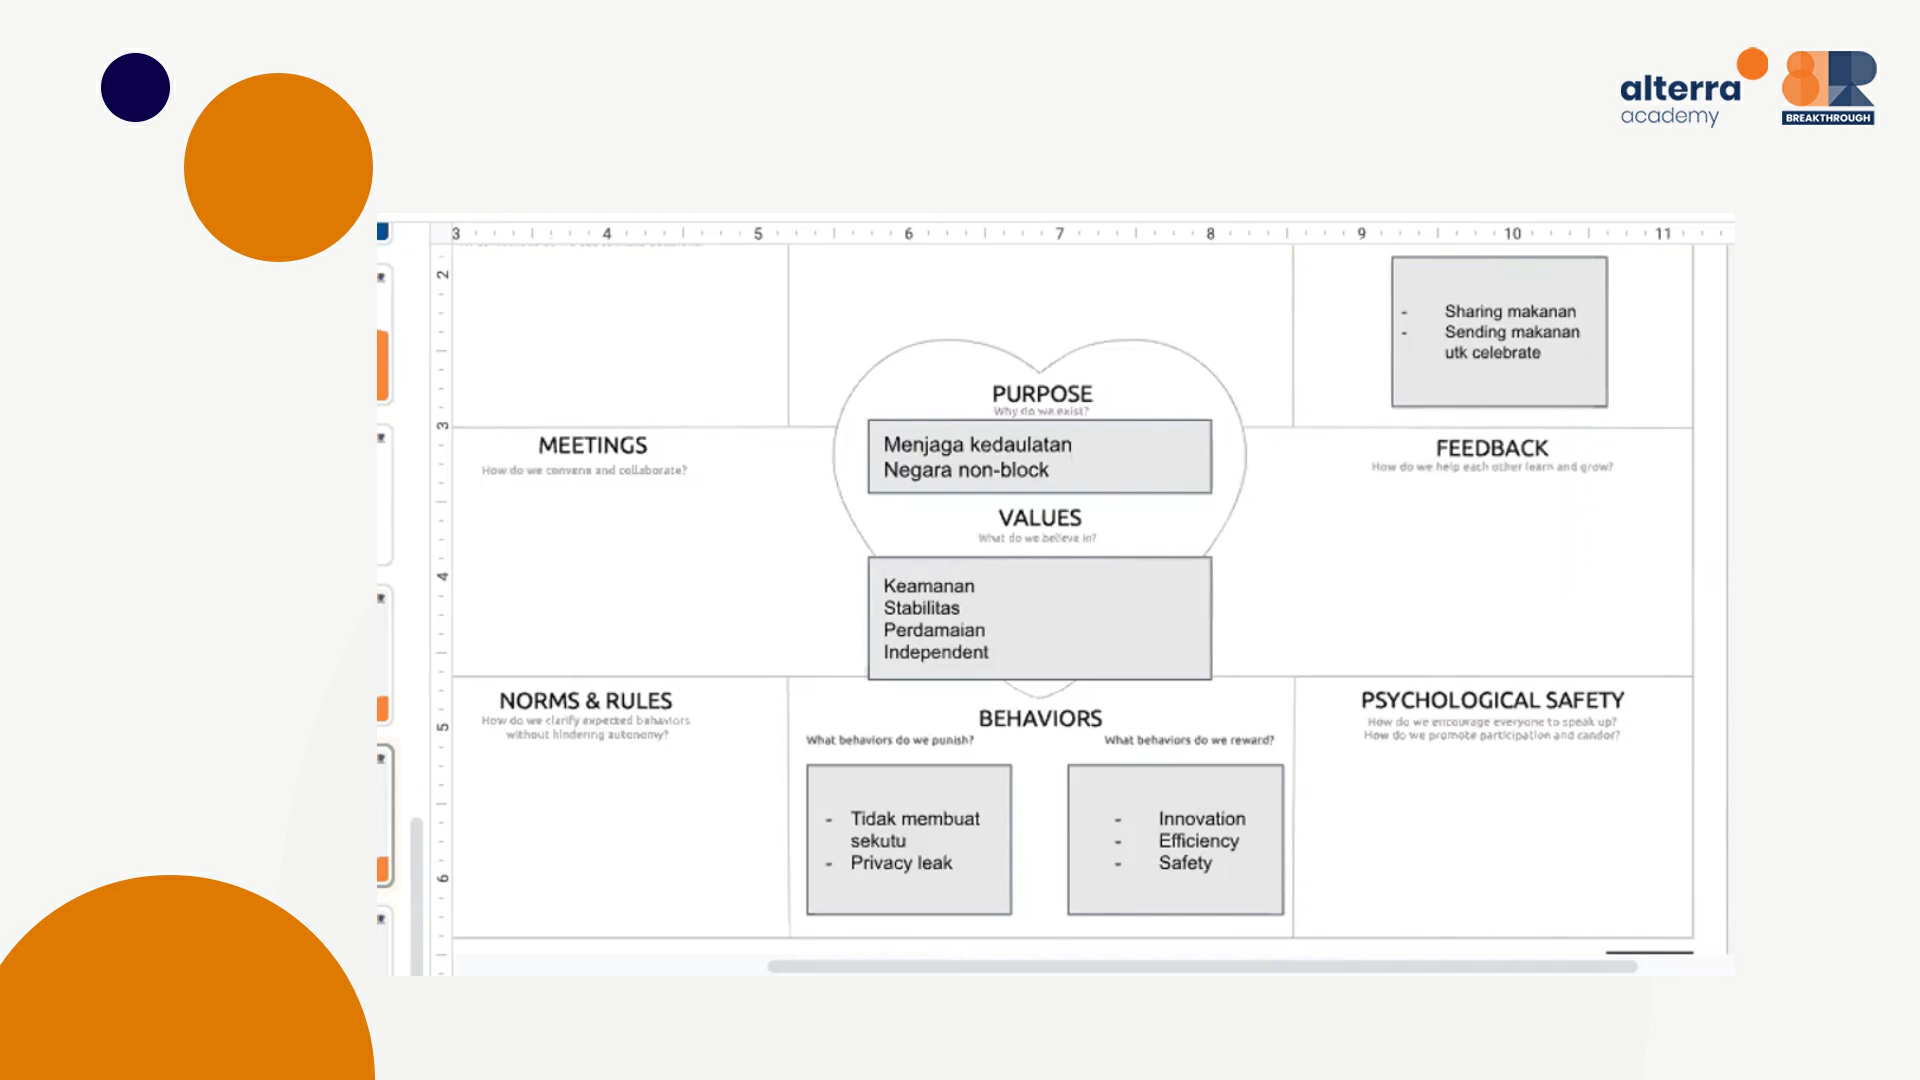 alterra
academy
BREAKTHROUGH
3 4 5 6 7 8 9 10 11
2
3
4
5
6
- Sharing makanan
- Sending makanan
utk celebrate
PURPOSE
Why do we exist?
Menjaga kedaulatan
Negara non-block
MEETINGS
How do we convene and collaborate?
FEEDBACK
How do we help each other learn and grow?
VALUES
What do we believe in?
Keamanan
Stabilitas
Perdamaian
Independent
NORMS & RULES
How do we clarify expected behaviors
without hindering autonomy?
BEHAVIORS
What behaviors do we punish?
What behaviors do we reward?
- Tidak membuat
sekutu
- Privacy leak
- Innovation
- Efficiency
- Safety
PSYCHOLOGICAL SAFETY
How do we encourage everyone to speak up?
How do we promote participation and candor?